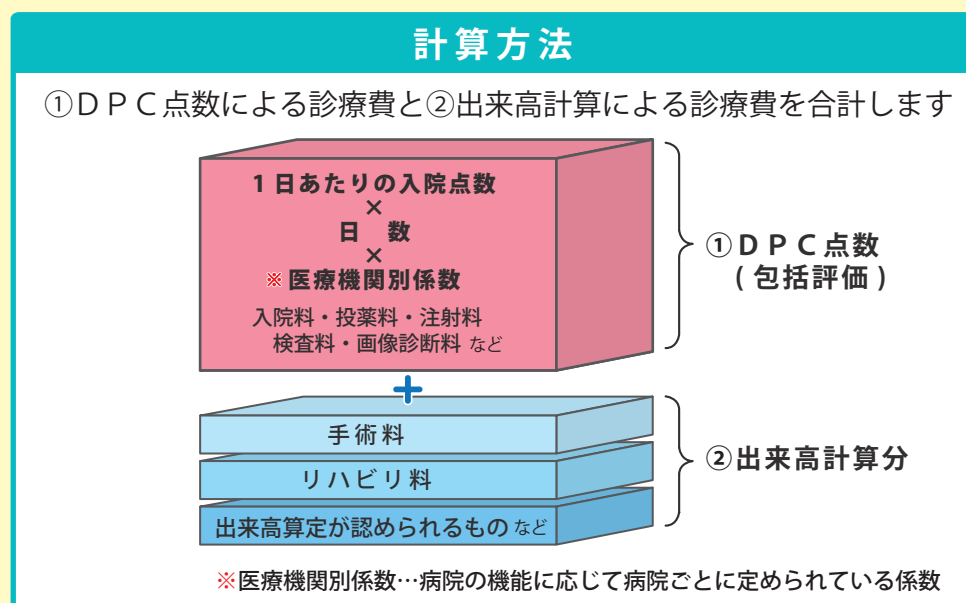 計算方法
①ＤＰＣ点数による診療費と②出来高計算による診療費を合計します
1日あたりの入院点数
×
日　数
×
※医療機関別係数
入院料・投薬料・注射料
検査料・画像診断料 など
①ＤＰＣ点数
(包括評価)
+
手術料
リハビリ料
出来高算定が認められるもの など
②出来高計算分
※医療機関別係数…病院の機能に応じて病院ごとに定められている係数